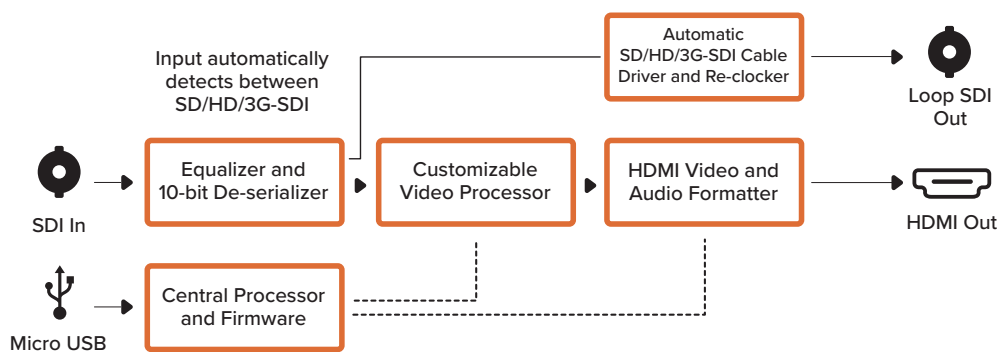 Input automatically
detects between
SD/HD/3G-SDI
Automatic
SD/HD/3G-SDI Cable
Driver and Re-clocker
Loop SDI
Out
SDI In
Equalizer and
10-bit De-serializer
Customizable
Video Processor
HDMI Video and
Audio Formatter
HDMI Out
Micro USB
Central Processor
and Firmware